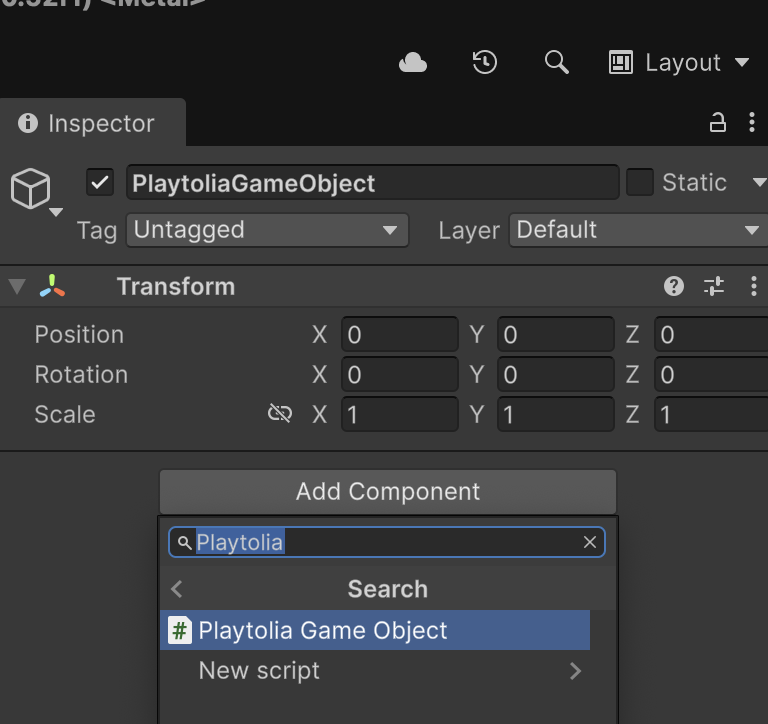 <Metal>
Layout
Inspector
PlaytoliaGameObject
Static
Tag Untagged Layer Default
Transform
Position X 0 Y 0 Z 0
Rotation X 0 Y 0 Z 0
Scale X 1 Y 1 Z 1
Add Component
Playtolia
Search
# Playtolia Game Object
New script